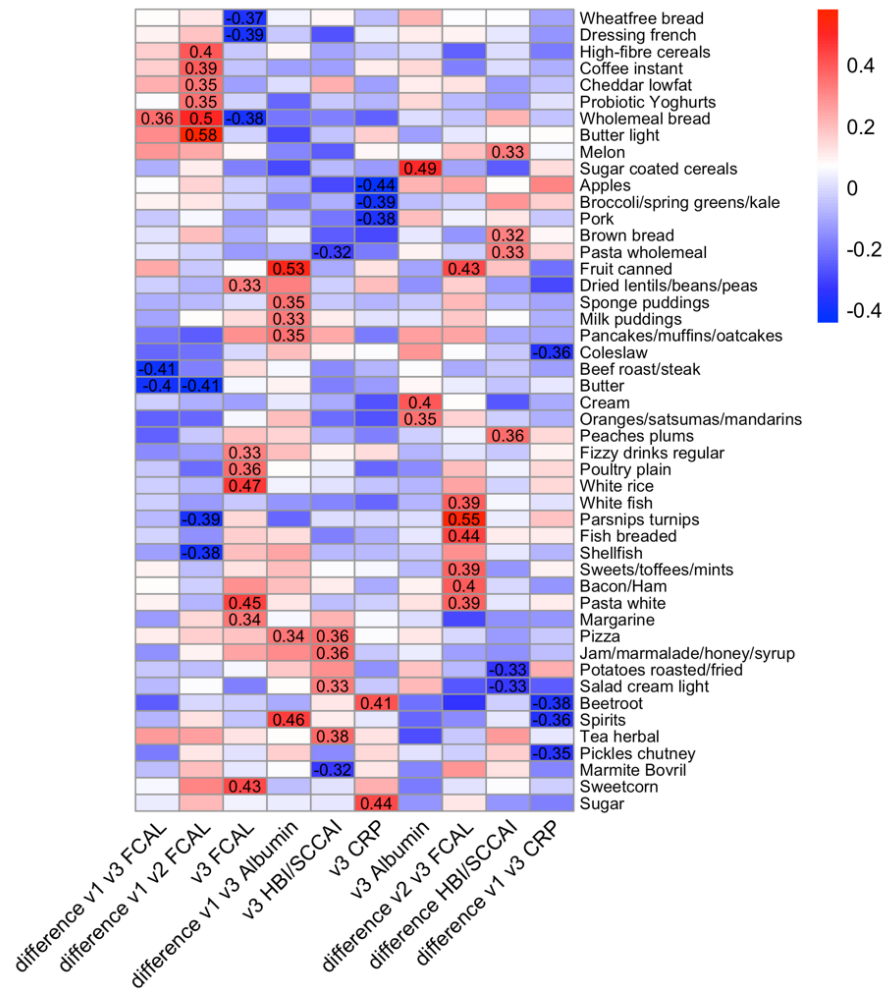 -0.37 Wheatfree bread
-0.39 Dressing french
0.4 High-fibre cereals
0.39 Coffee instant
0.35 Cheddar lowfat
0.35 Probiotic Yoghurts
0.36 0.5 -0.38 Wholemeal bread
0.58 Butter light
0.33 Melon
0.49 Sugar coated cereals
-0.44 Apples
-0.39 Broccoli/spring greens/kale
-0.38 Pork
0.32 Brown bread
-0.32 0.33 Pasta wholemeal
0.53 0.43 Fruit canned
0.33 Dried lentils/beans/peas
0.35 Sponge puddings
0.33 Milk puddings
0.35 Pancakes/muffins/oatcakes
-0.36 Coleslaw
-0.41 Beef roast/steak
-0.4 -0.41 Butter
0.4 Cream
0.35 Oranges/satsumas/mandarins
0.36 Peaches plums
0.33 Fizzy drinks regular
0.36 Poultry plain
0.47 White rice
0.39 White fish
-0.39 0.55 Parsnips turnips
0.44 Fish breaded
-0.38 Shellfish
0.39 Sweets/toffees/mints
0.4 Bacon/Ham
0.45 0.39 Pasta white
0.34 Margarine
0.34 0.36 Pizza
0.36 Jam/marmalade/honey/syrup
-0.33 Potatoes roasted/fried
0.33 -0.33 Salad cream light
0.41 -0.38 Beetroot
0.46 -0.36 Spirits
0.38 Tea herbal
-0.35 Pickles chutney
-0.32 Marmite Bovril
0.43 Sweetcorn
0.44 Sugar
difference v1 v3 FCAL
difference v1 v2 FCAL
v3 FCAL
difference v1 v3 Albumin
v3 HBI/SCCAI
v3 CRP
v3 Albumin
difference v2 v3 FCAL
difference HBI/SCCAI
difference v1 v3 CRP
0.4
0.2
0
-0.2
-0.4